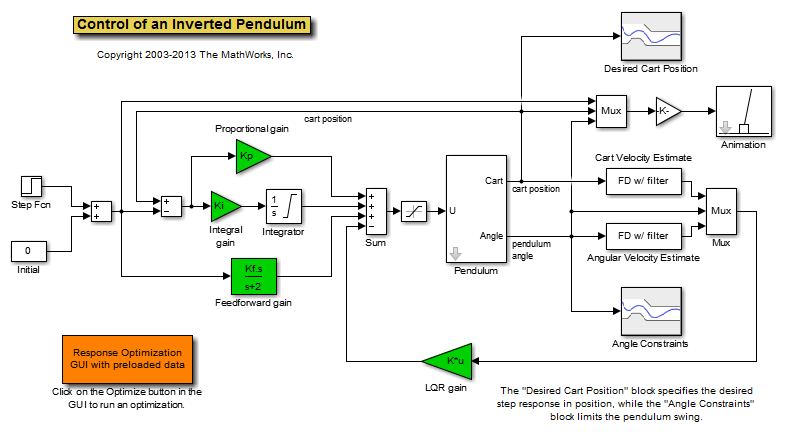 Control of an Inverted Pendulum
Copyright 2003-2013 The MathWorks, Inc.
Desired Cart Position
Mux
-K-
Animation
cart position
Proportional gain
Kp
Step Fcn
+
+
+
−
Ki
Integral
gain
1
s
Integrator
+
+
+
−
Sum
U
Cart
Angle
Pendulum
cart position
pendulum
angle
Cart Velocity Estimate
FD w/ filter
Mux
Mux
FD w/ filter
Angular Velocity Estimate
0
Initial
Kf.s
s+2
Feedforward gain
Angle Constraints
Response Optimization
GUI with preloaded data
Click on the Optimize button in the
GUI to run an optimization.
K*u
LQR gain
The "Desired Cart Position" block specifies the desired
step response in position, while the "Angle Constraints"
block limits the pendulum swing.